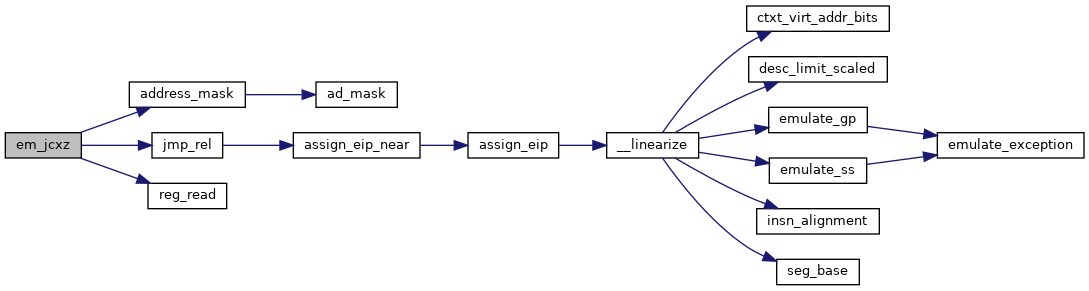 em_jcxz
address_mask
jmp_rel
reg_read
ad_mask
assign_eip_near
assign_eip
__linearize
ctxt_virt_addr_bits
desc_limit_scaled
emulate_gp
emulate_ss
insn_alignment
seg_base
emulate_exception